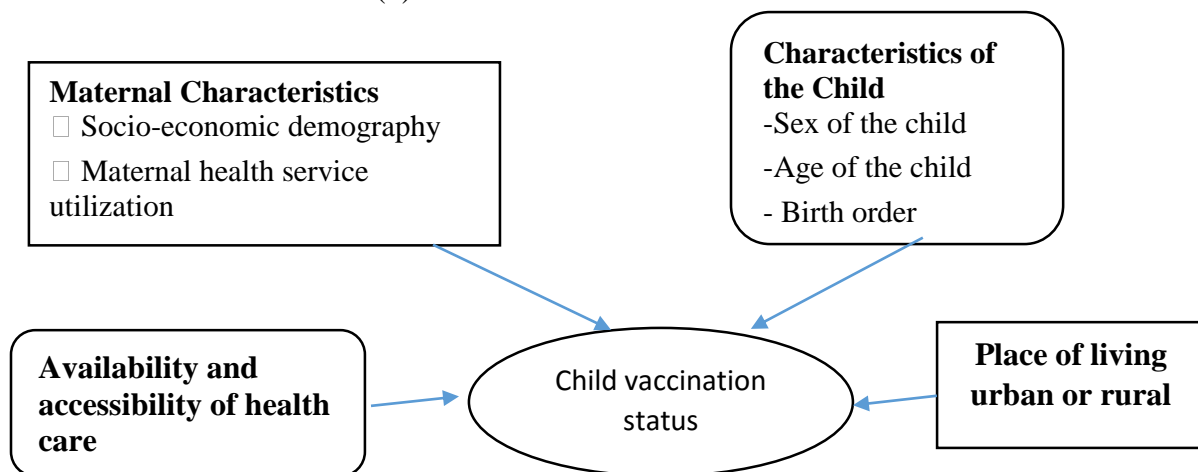 Maternal Characteristics
□ Socio-economic demography
□ Maternal health service
utilization
Characteristics of
the Child
-Sex of the child
-Age of the child
- Birth order
Availability and
accessibility of health
care
Child vaccination
status
Place of living
urban or rural